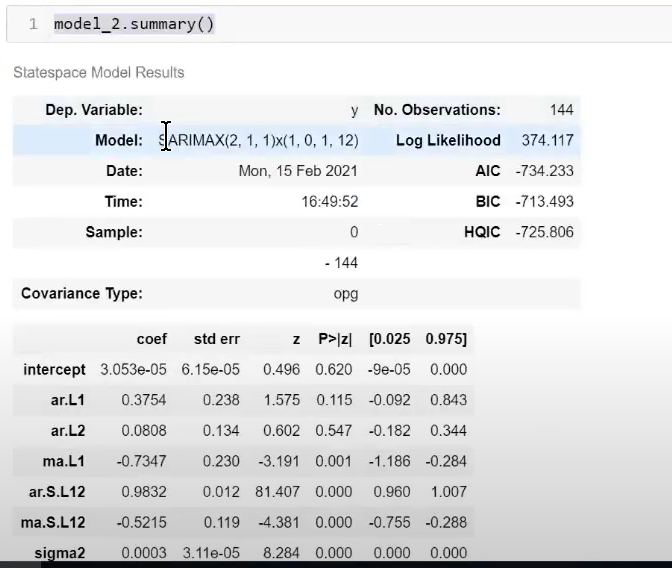 1 model_2.summary()
Statespace Model Results
Dep. Variable: y No. Observations: 144
Model: SARIMAX(2, 1, 1)x(1, 0, 1, 12) Log Likelihood 374.117
Date: Mon, 15 Feb 2021 AIC -734.233
Time: 16:49:52 BIC -713.493
Sample: 0 HQIC -725.806
- 144
Covariance Type: opg
coef std err z P>|z| [0.025 0.975]
intercept 3.053e-05 6.15e-05 0.496 0.620 -9e-05 0.000
ar.L1 0.3754 0.238 1.575 0.115 -0.092 0.843
ar.L2 0.0808 0.134 0.602 0.547 -0.182 0.344
ma.L1 -0.7347 0.230 -3.191 0.001 -1.186 -0.284
ar.S.L12 0.9832 0.012 81.407 0.000 0.960 1.007
ma.S.L12 -0.5215 0.119 -4.381 0.000 -0.755 -0.288
sigma2 0.0003 3.11e-05 8.284 0.000 0.000 0.000